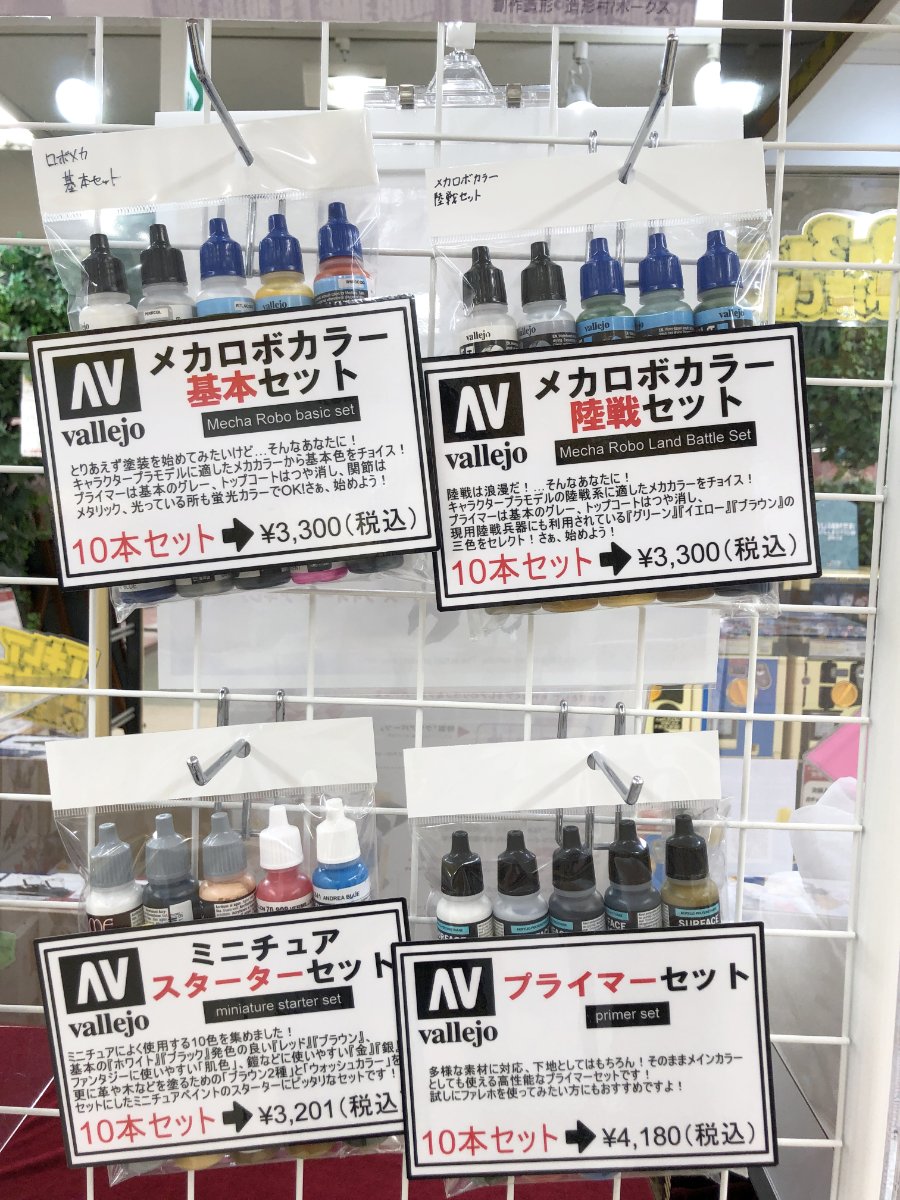 創作造形©造形村/ボークス
ロボメカ
基本セット
メカロボカラー
陸戦セット
vallejo
vallejo
vallejo
vallejo
vallejo
AV
vallejo
メカロボカラー
基本セット
Mecha Robo basic set
とりあえず塗装を始めてみたいけど…そんなあなたに！
キャラクタープラモデルに適したメカカラーから基本色をチョイス！
プライマーは基本のグレー、トップコートはつや消し、関節は
メタリック、光っている所も蛍光カラーでOK!さぁ、始めよう！
10本セット ➡ ¥3,300(税込)
AV
vallejo
メカロボカラー
陸戦セット
Mecha Robo Land Battle Set
陸戦は浪漫だ！…そんなあなたに！
キャラクタープラモデルの陸戦系に適したメカカラーをチョイス！
プライマーは基本のグレー、トップコートはつや消し、
現用陸戦兵器にも利用されている『グリーン』『イエロー』『ブラウン』の
三色をセレクト！さぁ、始めよう！
10本セット ➡ ¥3,300(税込)
ANDREA BLUE
SURFACE
AV
vallejo
ミニチュア
スターターセット
miniature starter set
ミニチュアによく使用する10色を集めました！
基本の『ホワイト』『ブラック』発色の良い『レッド』『ブラウン』、
ファンタジーに使いやすい「肌色」、鎧などに使いやすい『金』『銀』
更に革や木などを塗るための「ブラウン2種」と「ウォッシュカラー」を
セットにしたミニチュアペイントのスターターにピッタリなセットです！
10本セット ➡ ¥3,201(税込
AV
vallejo
プライマーセット
primer set
多様な素材に対応、下地としてはもちろん！そのままメインカラー
としても使える高性能なプライマーセットです！
試しにファレホを使ってみたい方にもおすすめですよ！
10本セット ➡ ¥4,180(税込)